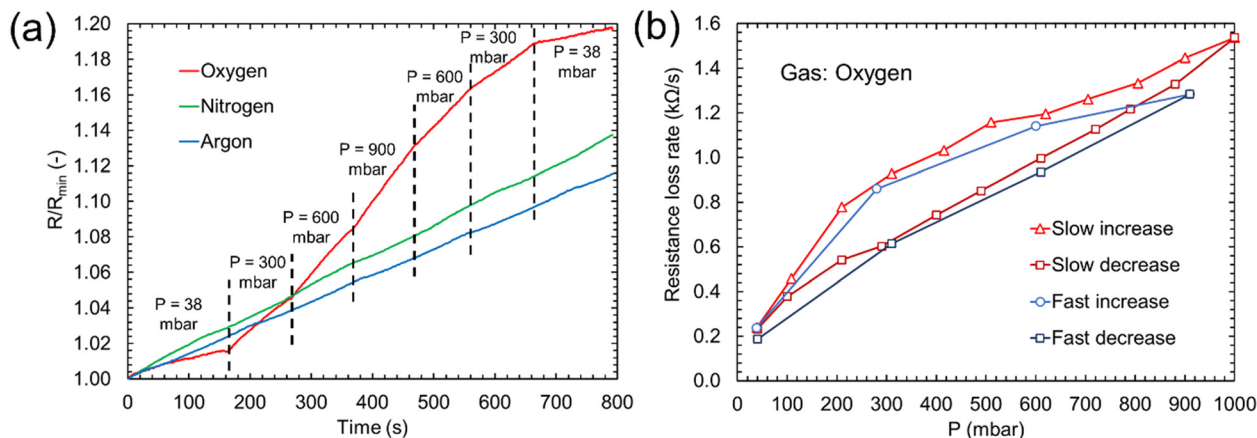 (a)
1.20
1.18
1.16
1.14
1.12
1.10
1.08
1.06
1.04
1.02
1.00
R/Rmin (-)
Oxygen
Nitrogen
Argon
P = 38
mbar
P = 300
mbar
P = 600
mbar
P = 900
mbar
P = 600
mbar
P = 300
mbar
P = 38
mbar
0 100 200 300 400 500 600 700 800
Time (s)
(b)
1.6
1.4
1.2
1.0
0.8
0.6
0.4
0.2
0.0
Resistance loss rate (kΩ/s)
Gas: Oxygen
Slow increase
Slow decrease
Fast increase
Fast decrease
0 100 200 300 400 500 600 700 800 900 1000
P (mbar)